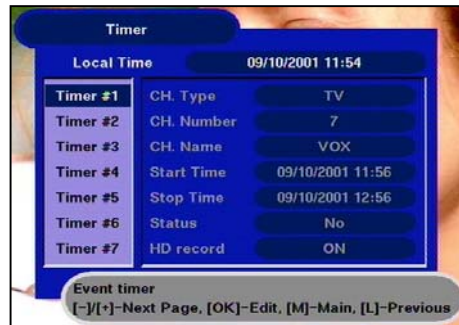 Timer
Local Time 09/10/2001 11:54
Timer #1 CH. Type TV
Timer #2 CH. Number 7
Timer #3 CH. Name VOX
Timer #4 Start Time 09/10/2001 11:56
Timer #5 Stop Time 09/10/2001 12:56
Timer #6 Status No
Timer #7 HD record ON
Event timer
[-]/[+]-Next Page, [OK]-Edit, [M]-Main, [L]-Previous